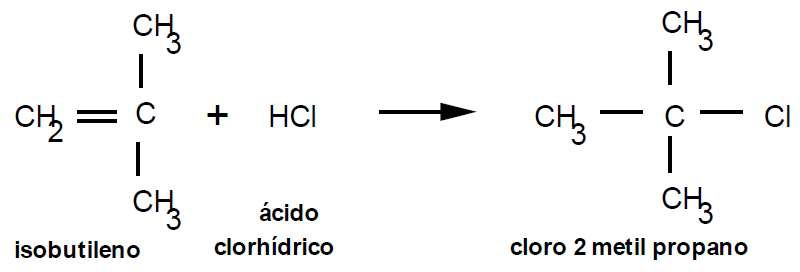 CH3 CH3
CH2 C + HCl CH3 C Cl
CH3 CH3
isobutileno ácido clorhídrico cloro 2 metil propano